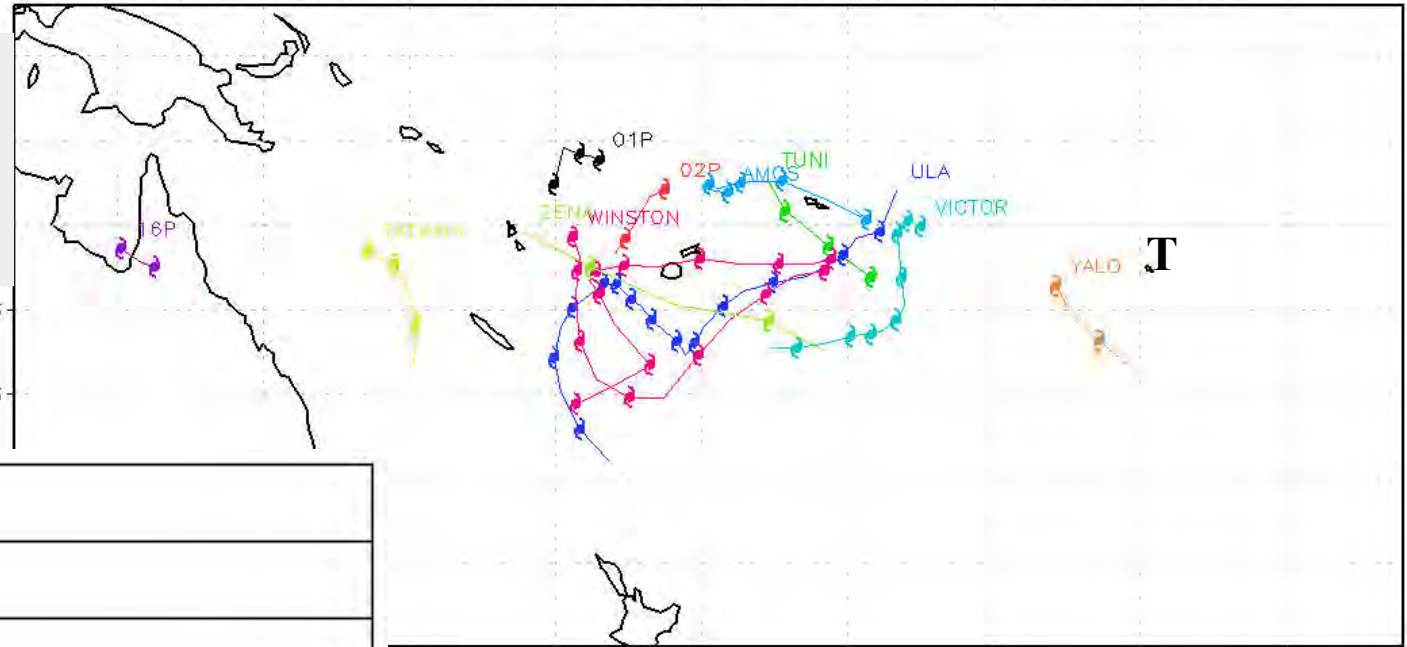 01P
TUNI
02P
AMOS
ULA
ZENA
WINSTON
VICTOR
16P
TATIANA
T
YALO